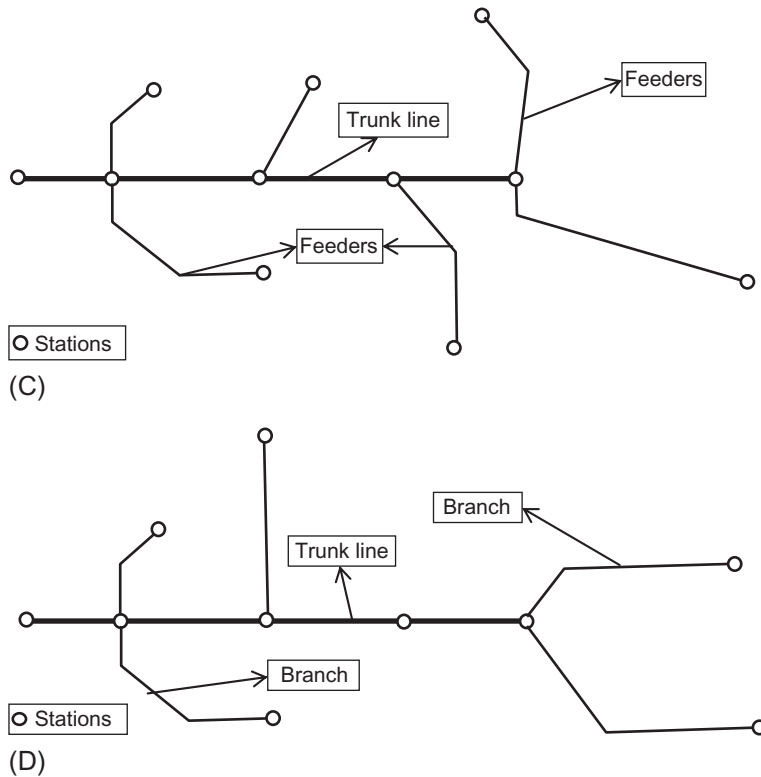 Feeders
Trunk line
Feeders
Stations
(C)
Branch
Trunk line
Branch
Stations
(D)